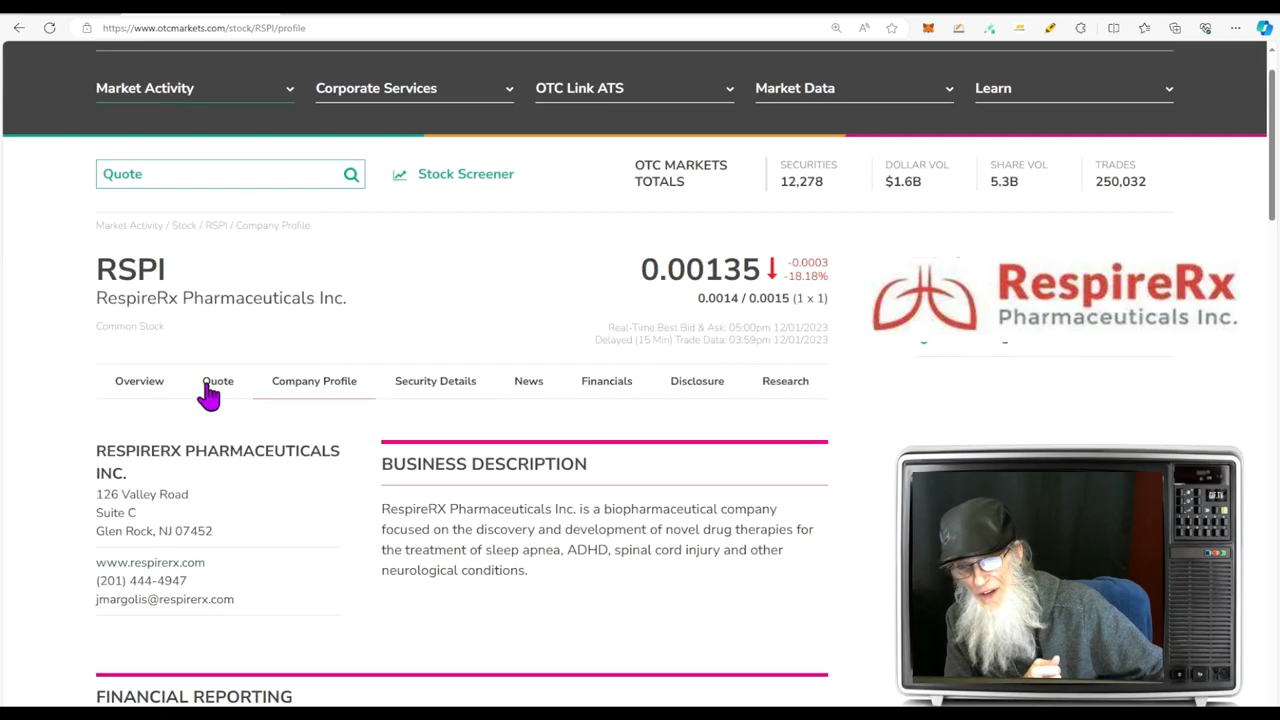 https://www.otcmarkets.com/stock/RSPI/profile
Market Activity
Corporate Services
OTC Link ATS
Market Data
Learn
Quote
Stock Screener
OTC MARKETS
TOTALS
SECURITIES
12,278
DOLLAR VOL
$1.6B
SHARE VOL
5.3B
TRADES
250,032
Market Activity / Stock / RSPI / Company Profile
RSPI
RespireRx Pharmaceuticals Inc.
Common Stock
0.00135
-0.0003
-18.18%
0.0014 / 0.0015 (1 x 1)
Real-Time Best Bid & Ask: 05:00pm 12/01/2023
Delayed (15 Min) Trade Data: 03:59pm 12/01/2023
RespireRx
Pharmaceuticals Inc.
Overview
Quote
Company Profile
Security Details
News
Financials
Disclosure
Research
RESPIRERX PHARMACEUTICALS
INC.
126 Valley Road
Suite C
Glen Rock, NJ 07452
www.respirerx.com
(201) 444-4947
jmargolis@respirerx.com
BUSINESS DESCRIPTION
RespireRX Pharmaceuticals Inc. is a biopharmaceutical company
focused on the discovery and development of novel drug therapies for
the treatment of sleep apnea, ADHD, spinal cord injury and other
neurological conditions.
FINANCIAL REPORTING